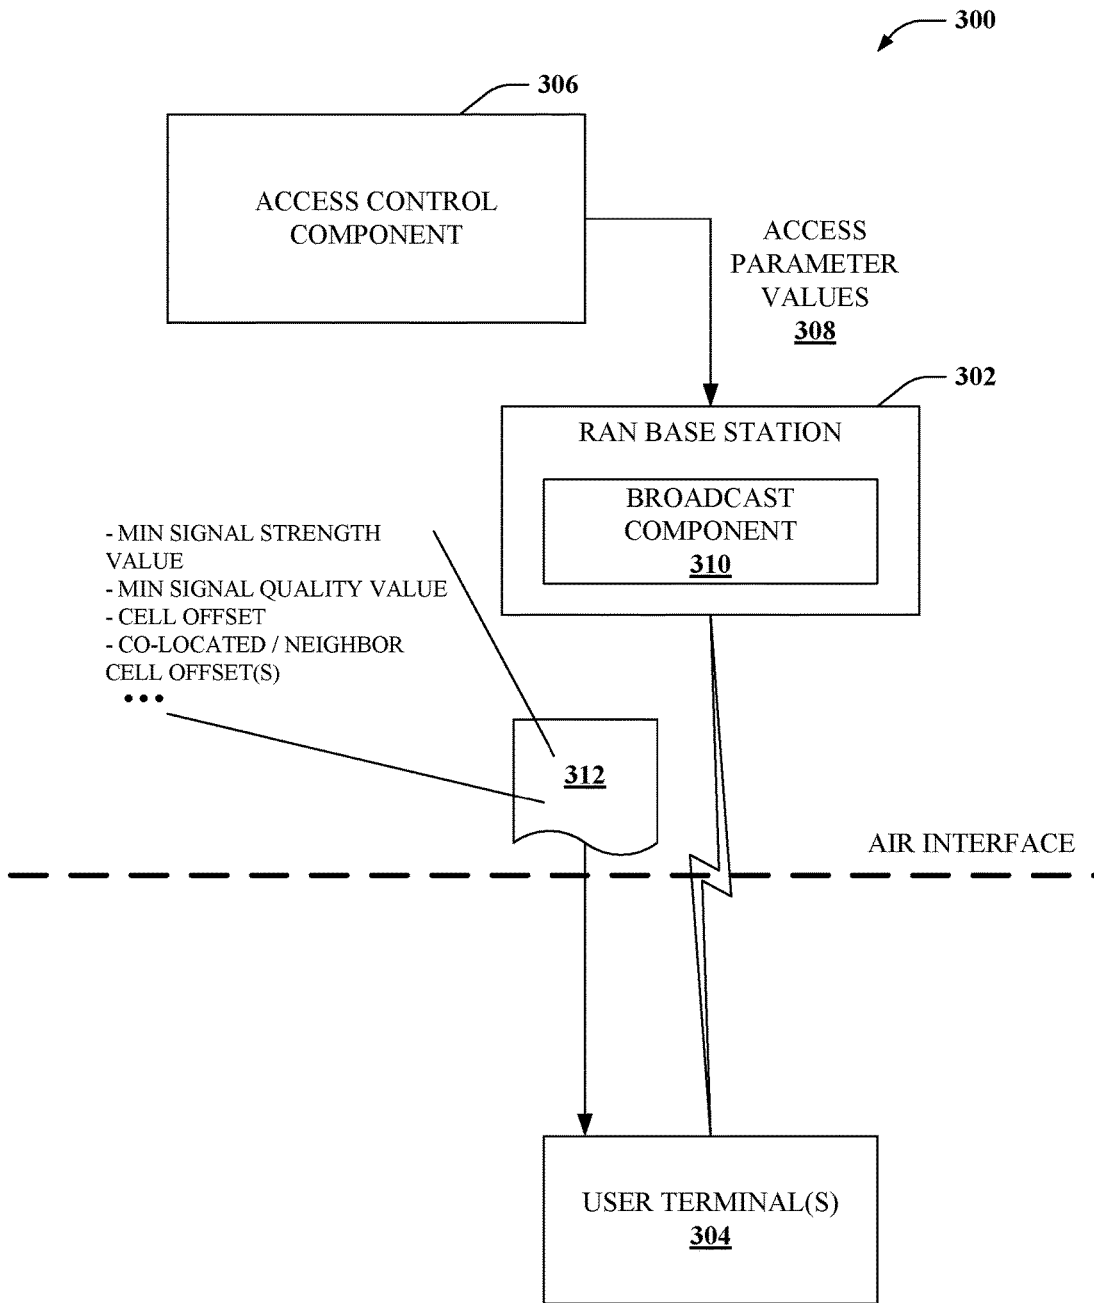 300
306
ACCESS CONTROL
COMPONENT
ACCESS
PARAMETER
VALUES
308
302
RAN BASE STATION
BROADCAST
COMPONENT
310
- MIN SIGNAL STRENGTH
VALUE
- MIN SIGNAL QUALITY VALUE
- CELL OFFSET
- CO-LOCATED / NEIGHBOR
CELL OFFSET(S)
•••
312
AIR INTERFACE
USER TERMINAL(S)
304